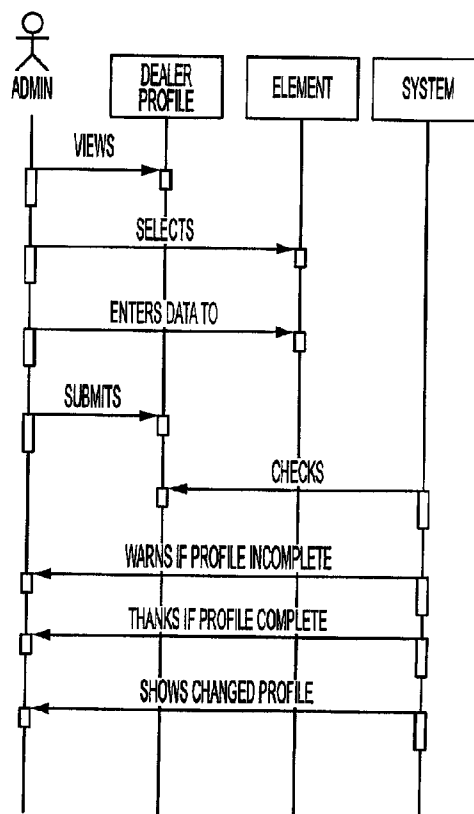 ADMIN
DEALER
PROFILE
ELEMENT
SYSTEM
VIEWS
SELECTS
ENTERS DATA TO
SUBMITS
CHECKS
WARNS IF PROFILE INCOMPLETE
THANKS IF PROFILE COMPLETE
SHOWS CHANGED PROFILE